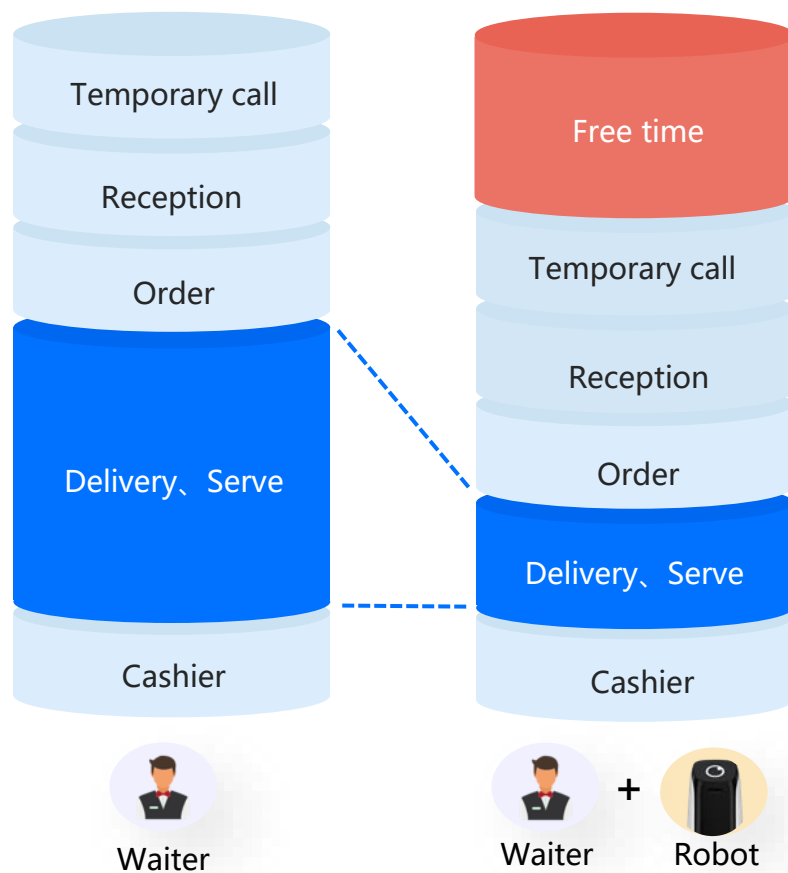 Temporary call
Reception
Order
Delivery、Serve
Cashier
Waiter
Free time
Temporary call
Reception
Order
Delivery、Serve
Cashier
Waiter
+
Robot